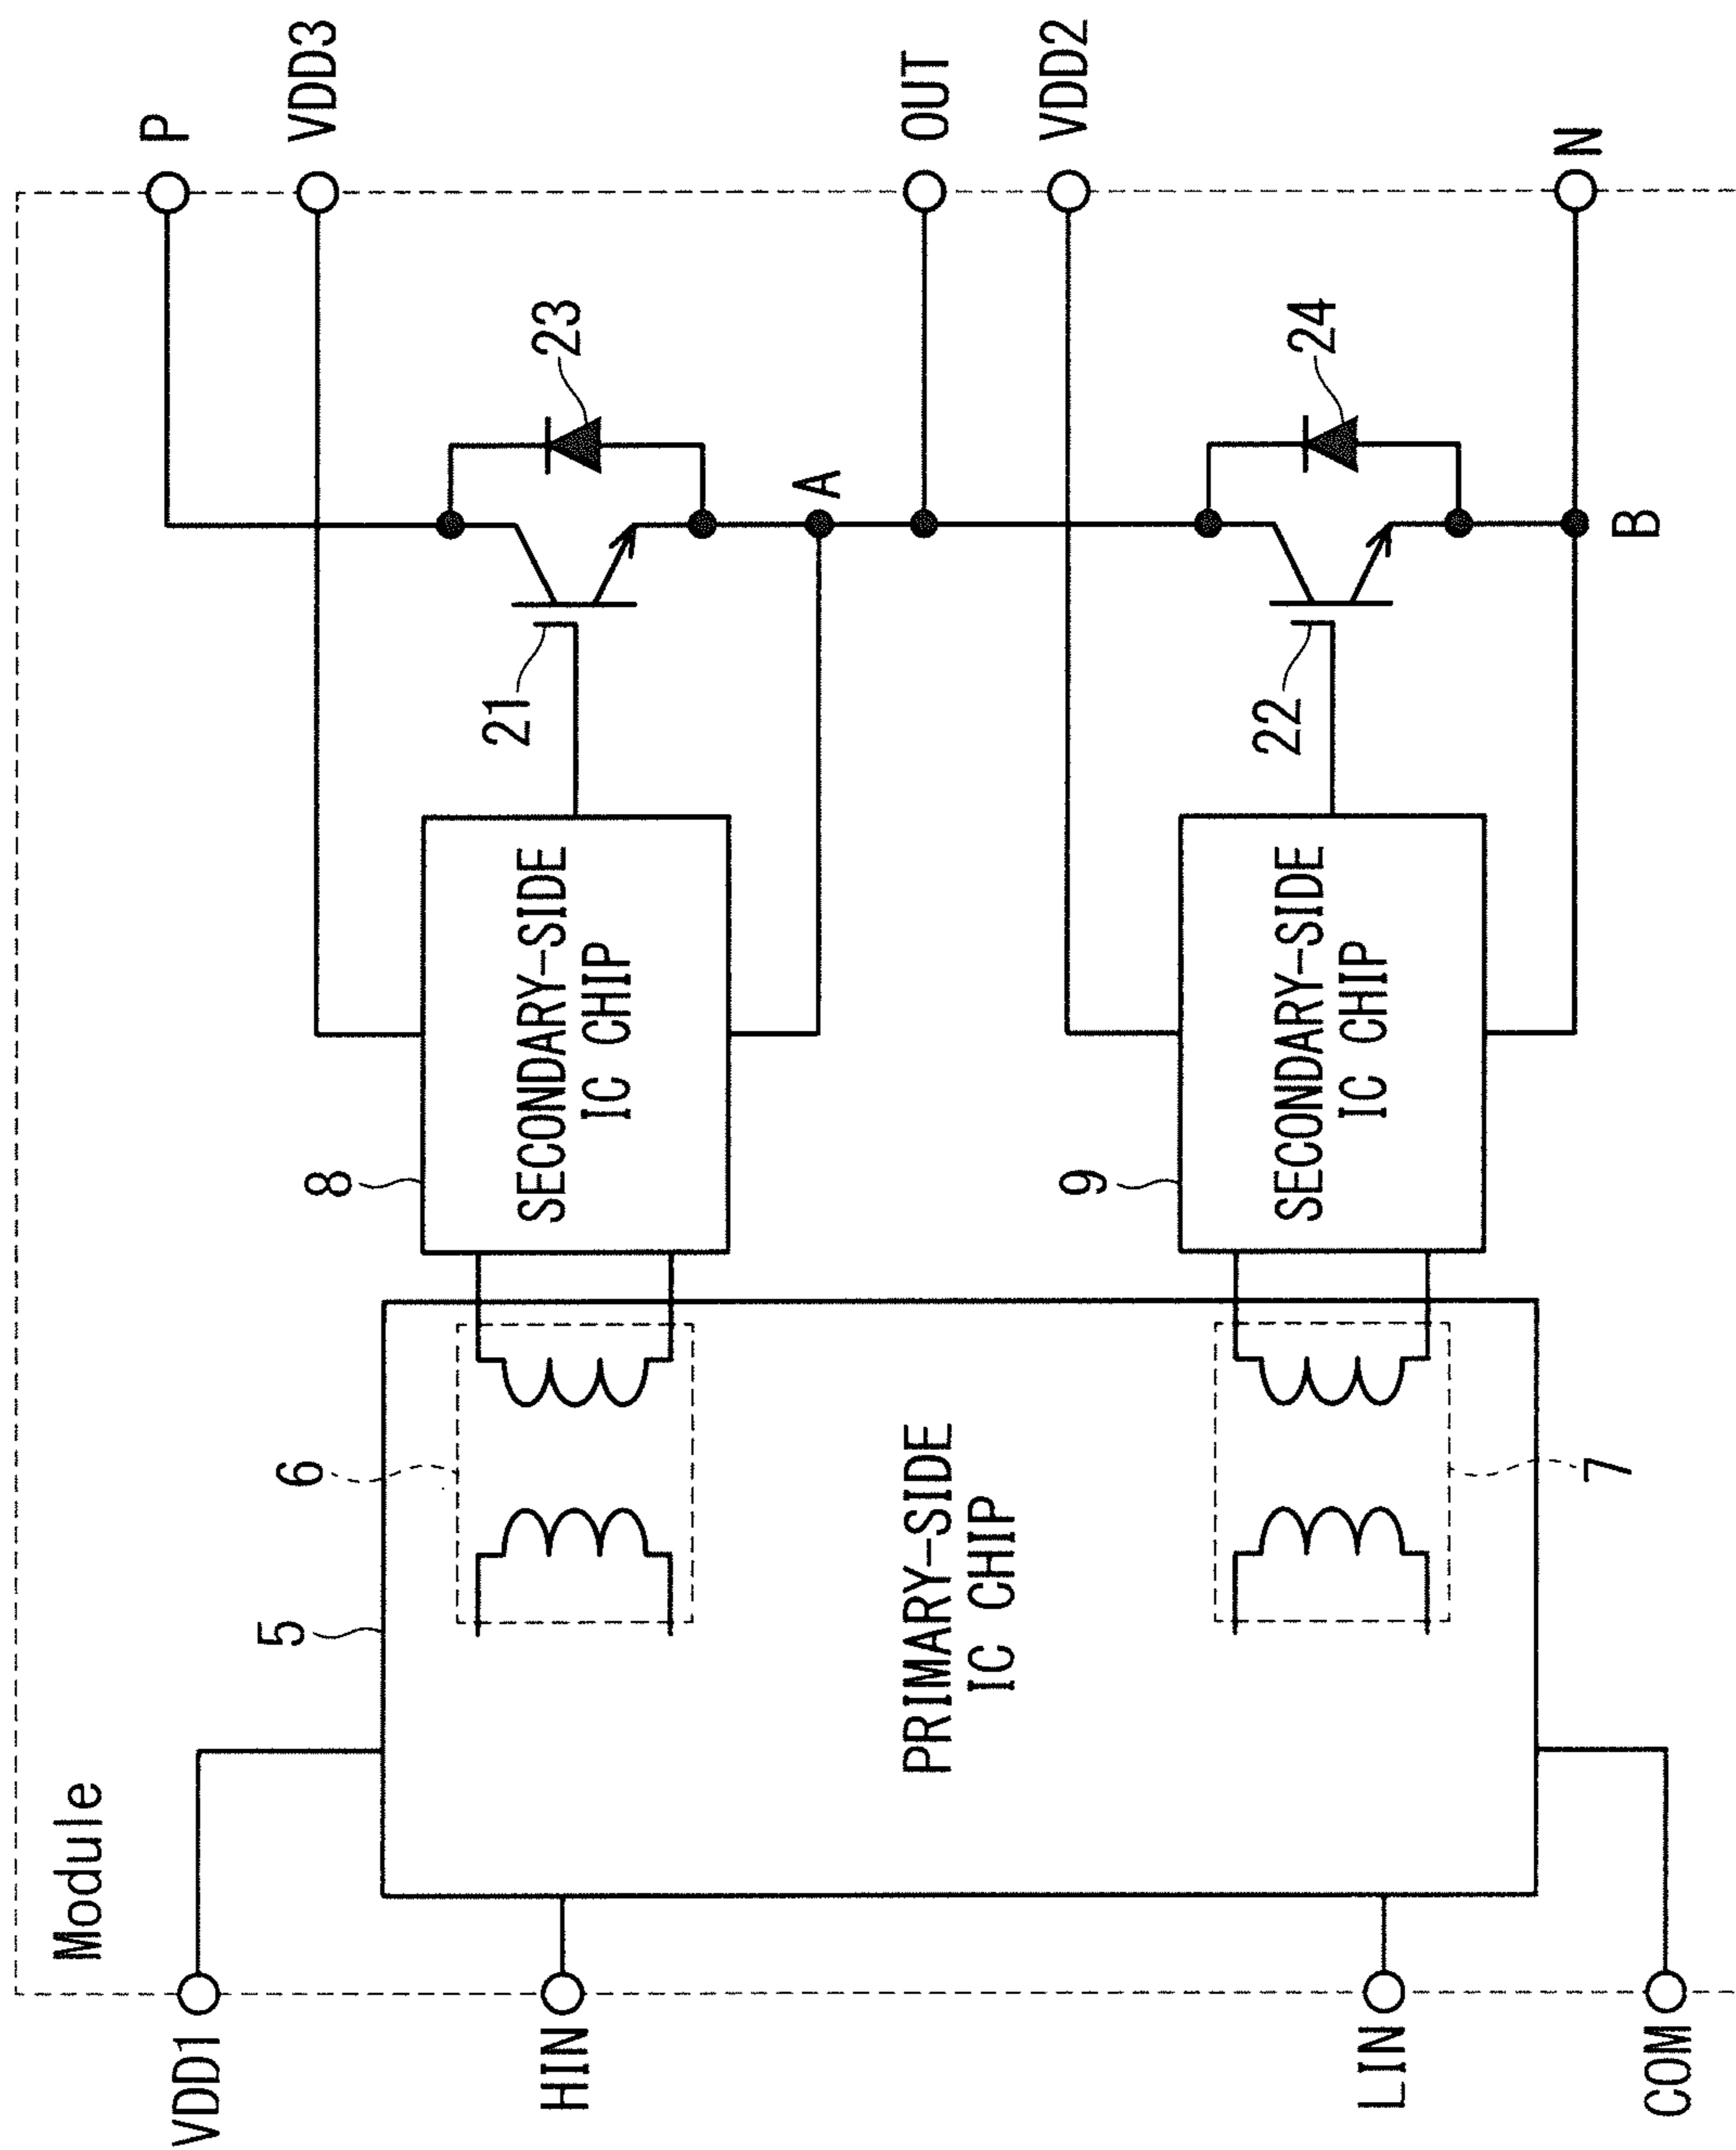 Module
VDD1
HIN
LIN
COM
5
PRIMARY-SIDE
IC CHIP
6
7
8
SECONDARY-SIDE
IC CHIP
9
SECONDARY-SIDE
IC CHIP
21
22
23
24
A
B
P
VDD3
OUT
VDD2
N